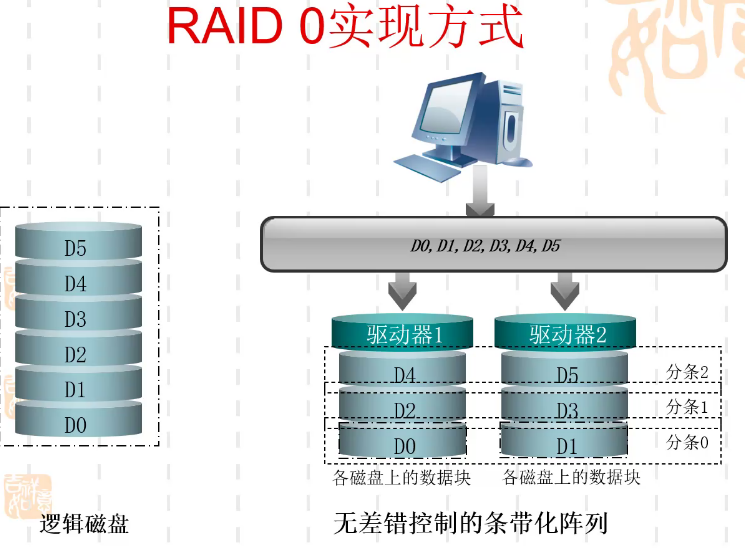 RAID 0实现方式
D0, D1, D2, D3, D4, D5
D5
D4
D3
D2
D1
D0
驱动器1
驱动器2
D4
D5
分条2
D2
D3
分条1
D0
D1
分条0
各磁盘上的数据块
各磁盘上的数据块
逻辑磁盘
无差错控制的条带化阵列